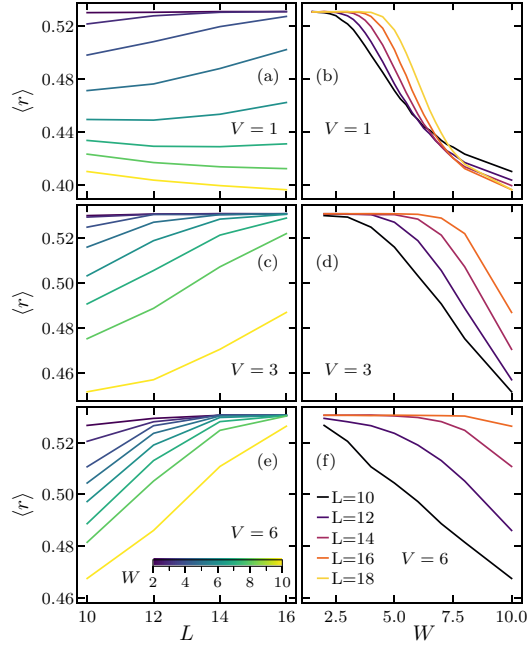 0.52
0.48
0.44
0.40
⟨r⟩
(a)
V = 1
(b)
V = 1
0.52
0.50
0.48
0.46
⟨r⟩
(c)
V = 3
(d)
V = 3
0.52
0.50
0.48
0.46
⟨r⟩
(e)
V = 6
W
2 4 6 8 10
(f)
L=10
L=12
L=14
L=16
L=18
V = 6
10 12 14 16
L
2.5 5.0 7.5 10.0
W